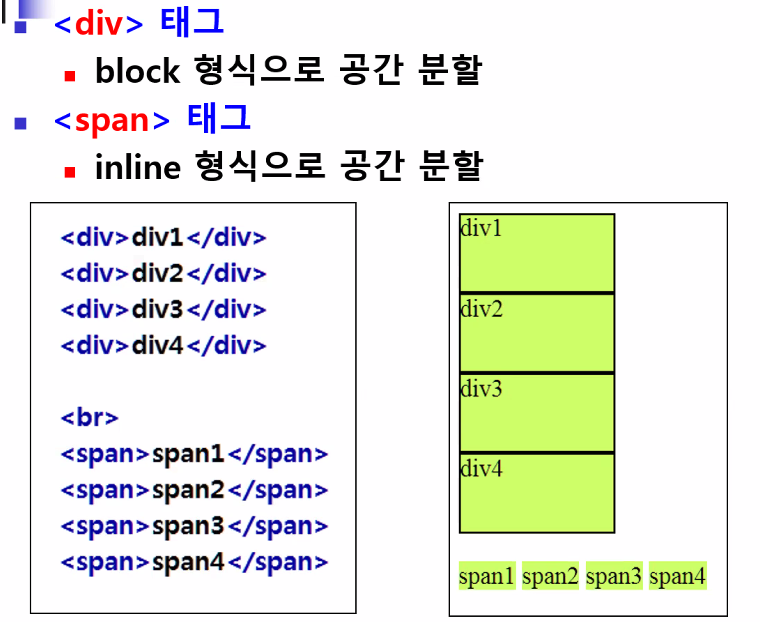 <div> 태그
block 형식으로 공간 분할
<span> 태그
inline 형식으로 공간 분할
<div>div1</div>
<div>div2</div>
<div>div3</div>
<div>div4</div>
<br>
<span>span1</span>
<span>span2</span>
<span>span3</span>
<span>span4</span>
div1
div2
div3
div4
span1 span2 span3 span4